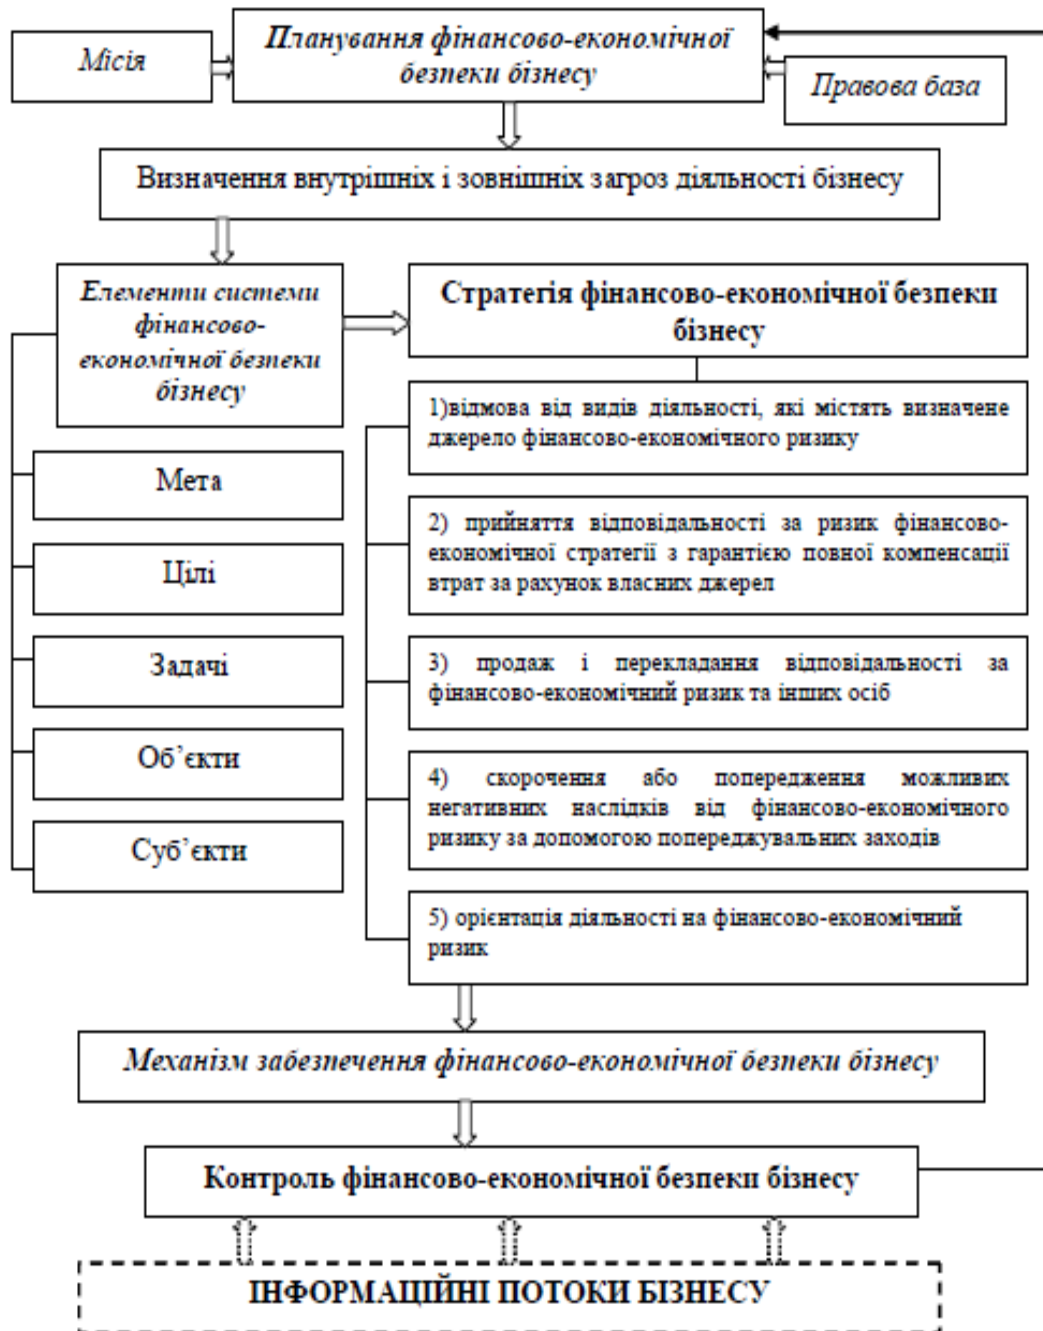 Місія
Планування фінансово-економічної
безпеки бізнесу
Правова база
Визначення внутрішніх і зовнішніх загроз діяльності бізнесу
Елементи системи
фінансово-
економічної безпеки
бізнесу
Мета
Цілі
Задачі
Об’єкти
Суб’єкти
Стратегія фінансово-економічної безпеки
бізнесу
1)відмова від видів діяльності, які містять визначене
джерело фінансово-економічного ризику
2) прийняття відповідальності за ризик фінансово-
економічної стратегії з гарантією повної компенсації
втрат за рахунок власних джерел
3) продаж і перекладання відповідальності за
фінансово-економічний ризик та інших осіб
4) скорочення або попередження можливих
негативних наслідків від фінансово-економічного
ризику за допомогою попереджувальних заходів
5) орієнтація діяльності на фінансово-економічний
ризик
Механізм забезпечення фінансово-економічної безпеки бізнесу
Контроль фінансово-економічної безпеки бізнесу
ІНФОРМАЦІЙНІ ПОТОКИ БІЗНЕСУ